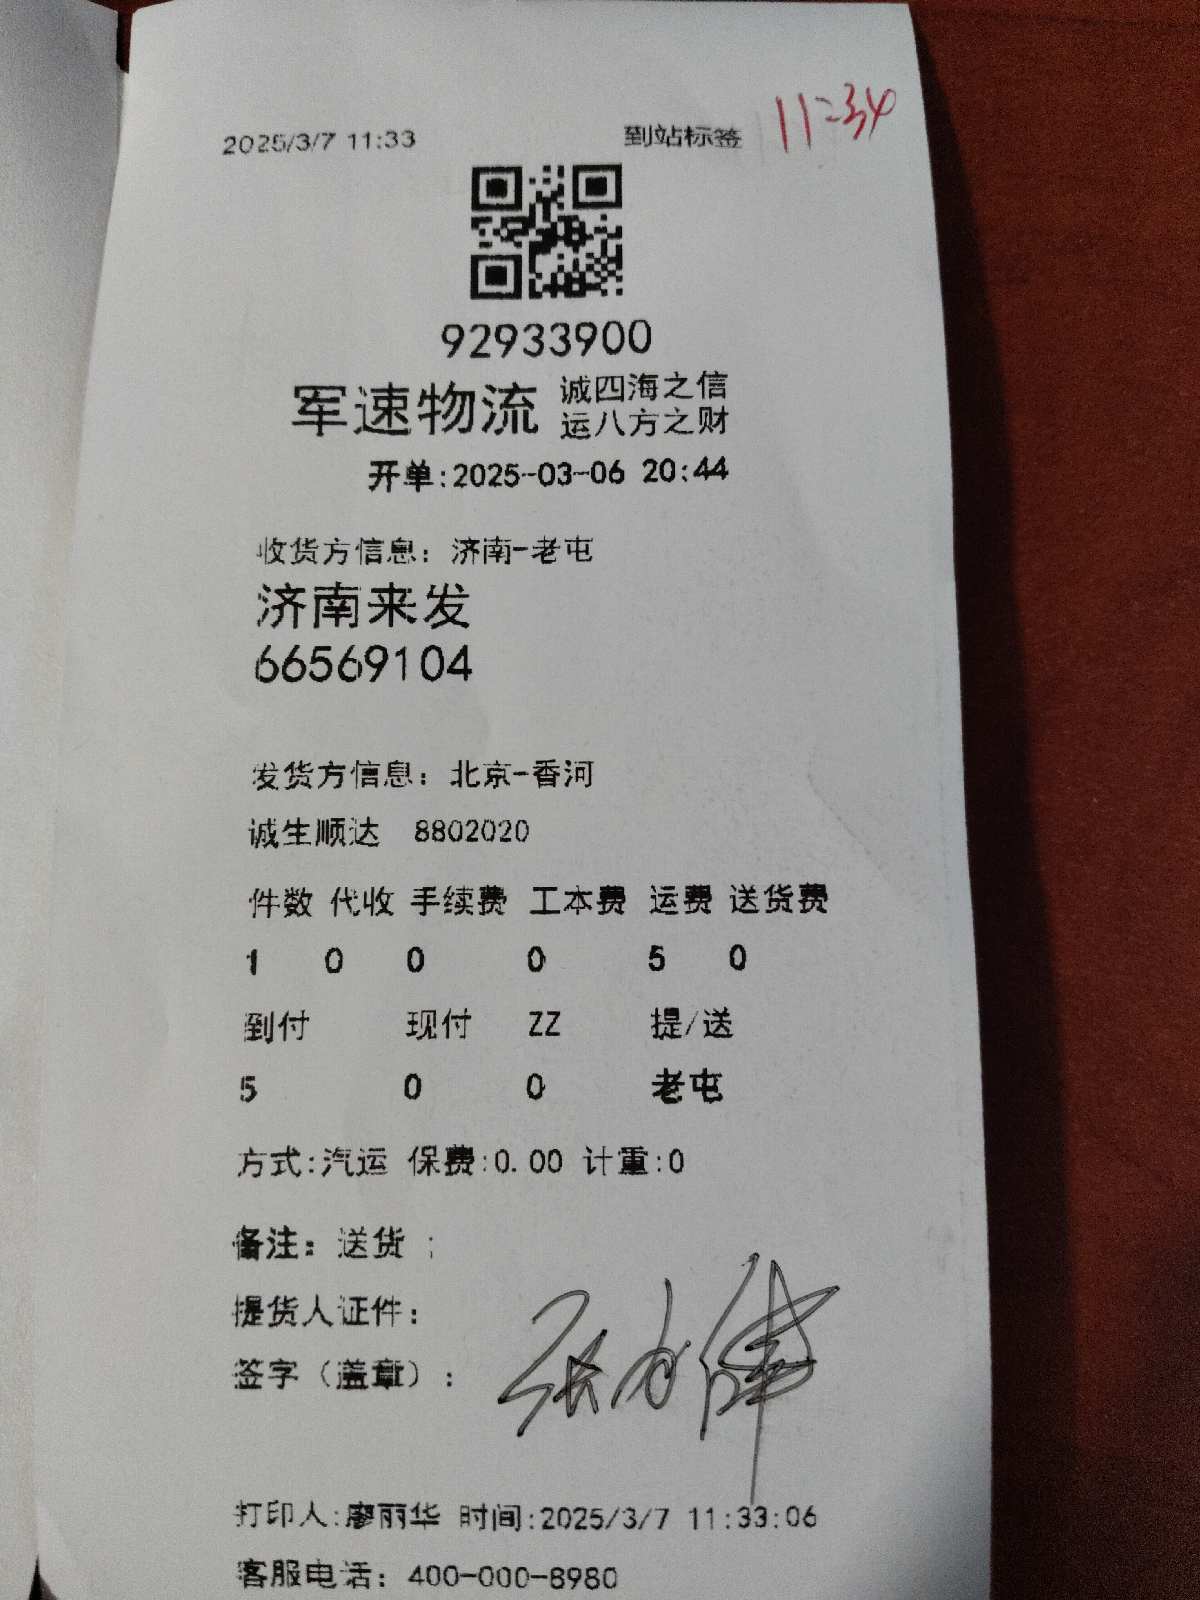 2025/3/7 11:33 到站标签 11:34
92933900
军速物流 诚四海之信
运八方之财
开单:2025-03-06 20:44
收货方信息：济南-老屯
济南来发
66569104
发货方信息：北京-香河
诚生顺达 8802020
件数 代收 手续费 工本费 运费 送货费
1 0 0 0 5 0
到付 现付 ZZ 提/送
5 0 0 老屯
方式:汽运 保费:0.00 计重:0
备注：送货 ;
提货人证件：
签字（盖章）：
打印人:廖丽华 时间:2025/3/7 11:33:06
客服电话：400-000-8980